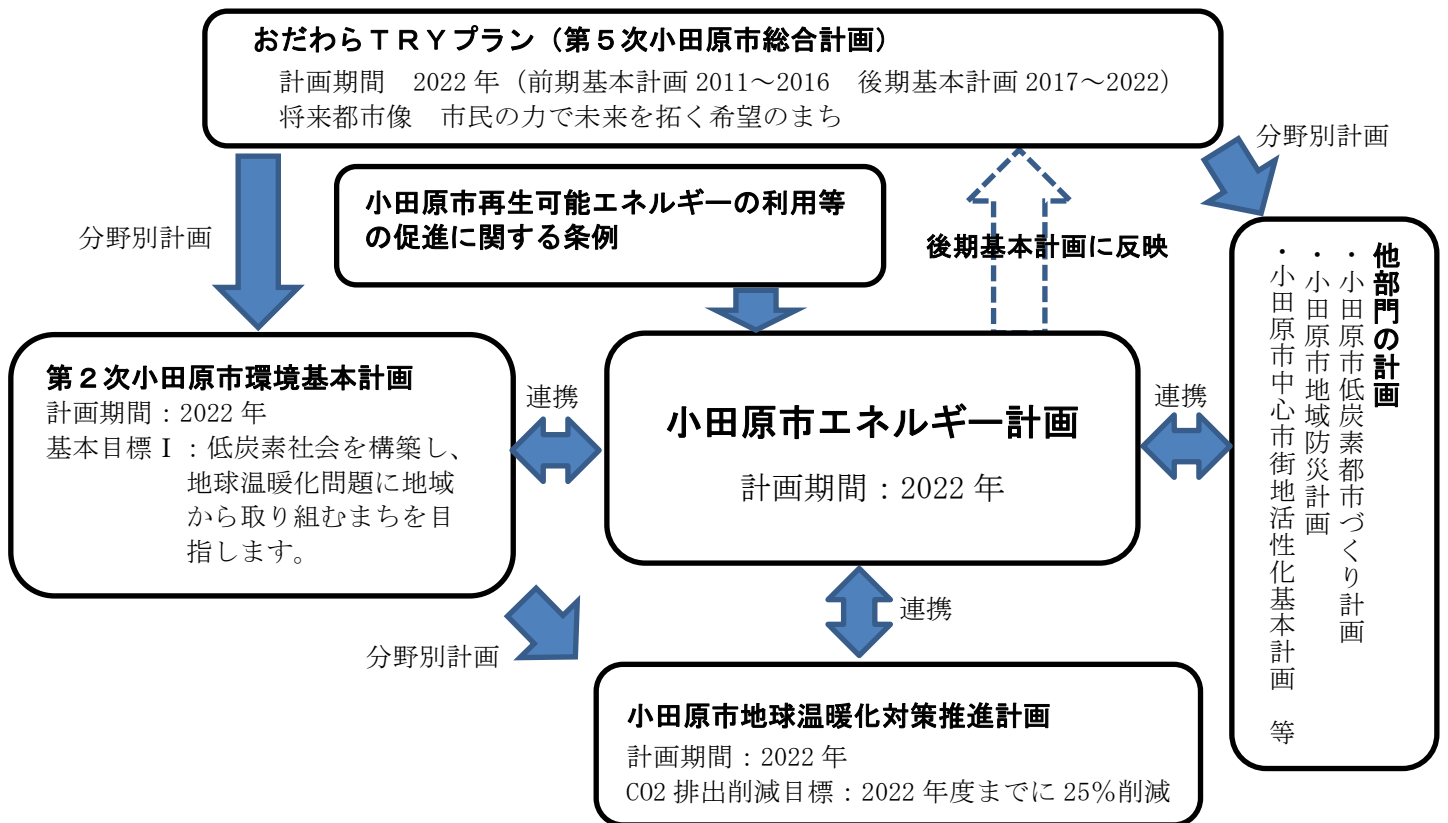 おだわらＴＲＹプラン（第５次小田原市総合計画）
計画期間　2022 年（前期基本計画 2011～2016　後期基本計画 2017～2022）
将来都市像　市民の力で未来を拓く希望のまち
分野別計画
分野別計画
小田原市再生可能エネルギーの利用等
の促進に関する条例
後期基本計画に反映
第２次小田原市環境基本計画
計画期間：2022 年
基本目標Ⅰ：低炭素社会を構築し、
地球温暖化問題に地域
から取り組むまちを目
指します。
連携
小田原市エネルギー計画
計画期間：2022 年
連携
他部門の計画
・小田原市低炭素都市づくり計画
・小田原市地域防災計画
・小田原市中心市街地活性化基本計画　等
分野別計画
連携
小田原市地球温暖化対策推進計画
計画期間：2022 年
CO2 排出削減目標：2022 年度までに 25％削減